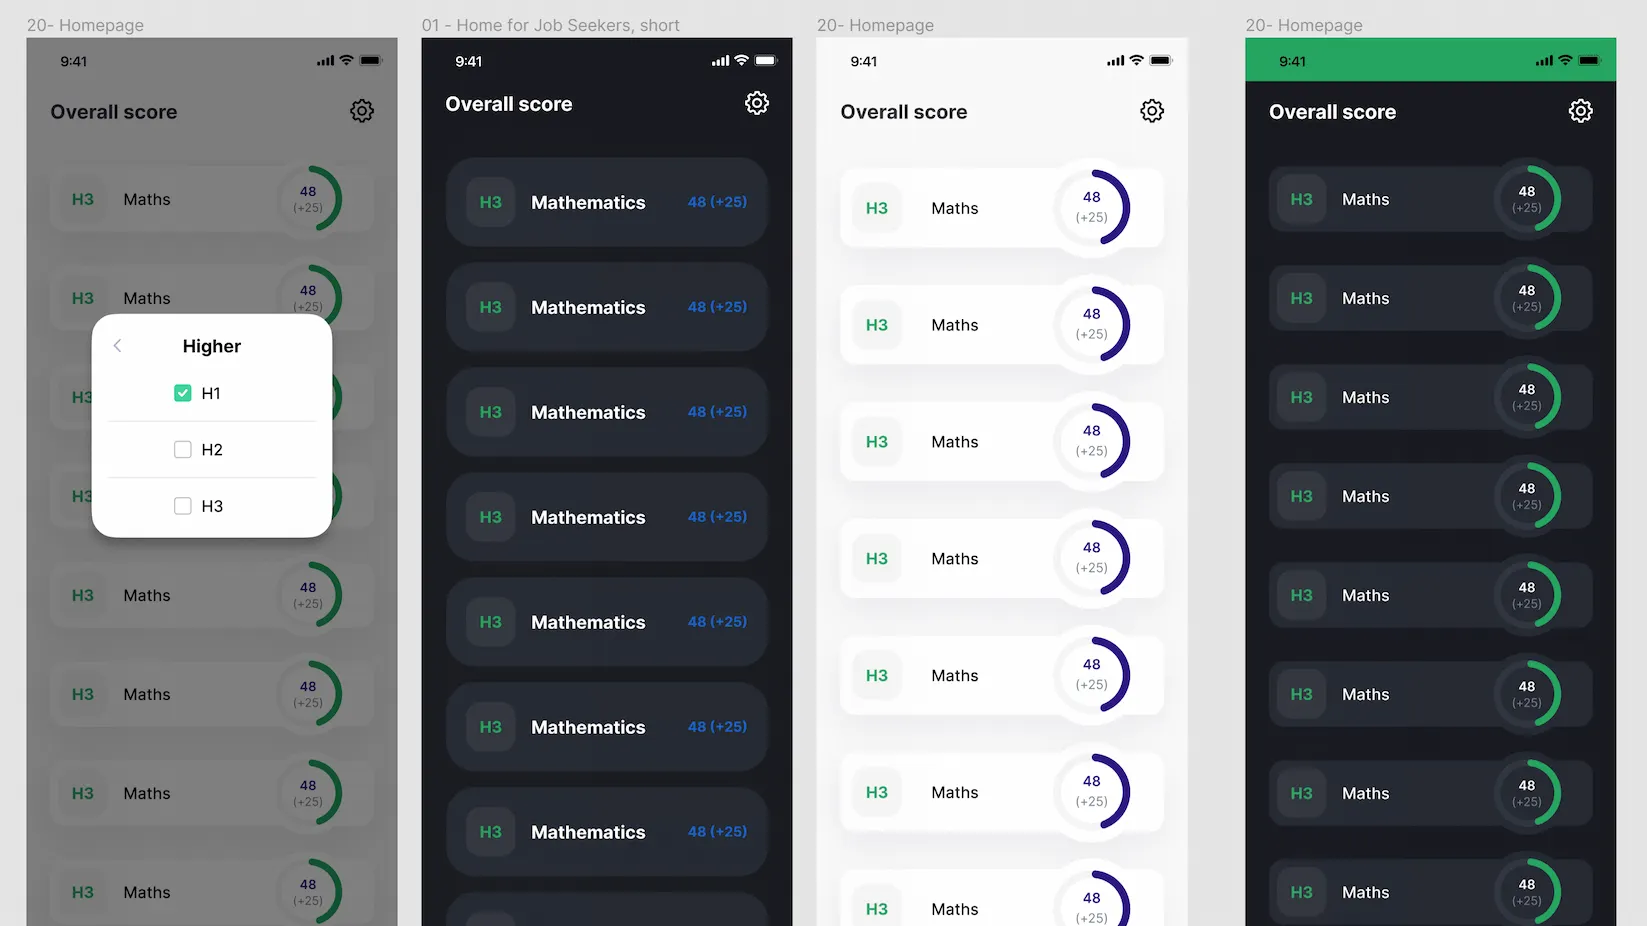 20- Homepage
9:41
Overall score
H3 Maths 48 (+25)
H3 Maths 48 (+25)
Higher
H1
H2
H3
H3
H3
H3 Maths 48 (+25)
H3 Maths 48 (+25)
H3 Maths 48 (+25)
H3 Maths 48 (+25)
01 - Home for Job Seekers, short
9:41
Overall score
H3 Mathematics 48 (+25)
H3 Mathematics 48 (+25)
H3 Mathematics 48 (+25)
H3 Mathematics 48 (+25)
H3 Mathematics 48 (+25)
H3 Mathematics 48 (+25)
H3 Mathematics 48 (+25)
20- Homepage
9:41
Overall score
H3 Maths 48 (+25)
H3 Maths 48 (+25)
H3 Maths 48 (+25)
H3 Maths 48 (+25)
H3 Maths 48 (+25)
H3 Maths 48 (+25)
H3 Maths 48 (+25)
20- Homepage
9:41
Overall score
H3 Maths 48 (+25)
H3 Maths 48 (+25)
H3 Maths 48 (+25)
H3 Maths 48 (+25)
H3 Maths 48 (+25)
H3 Maths 48 (+25)
H3 Maths 48 (+25)
H3 Maths 48 (+25)